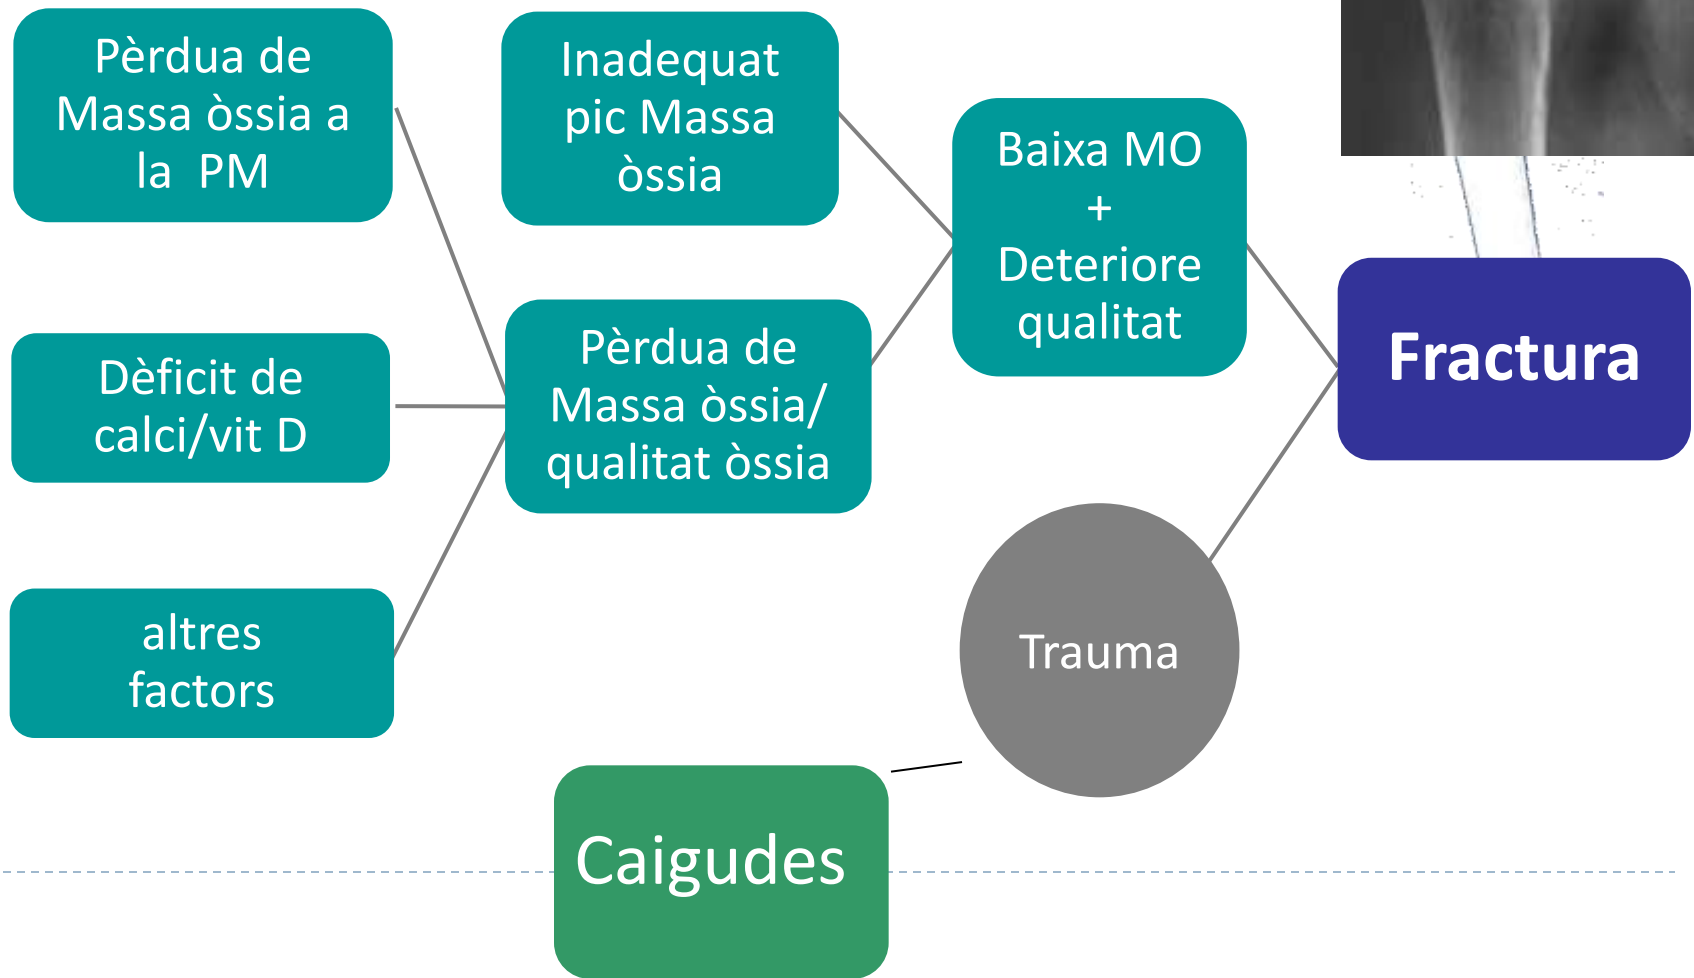 Pèrdua de
Massa òssia a
la PM
Inadequat
pic Massa
òssia
Baixa MO
+
Deteriore
qualitat
Fractura
Dèficit de
calci/vit D
Pèrdua de
Massa òssia/
qualitat òssia
altres
factors
Trauma
Caigudes